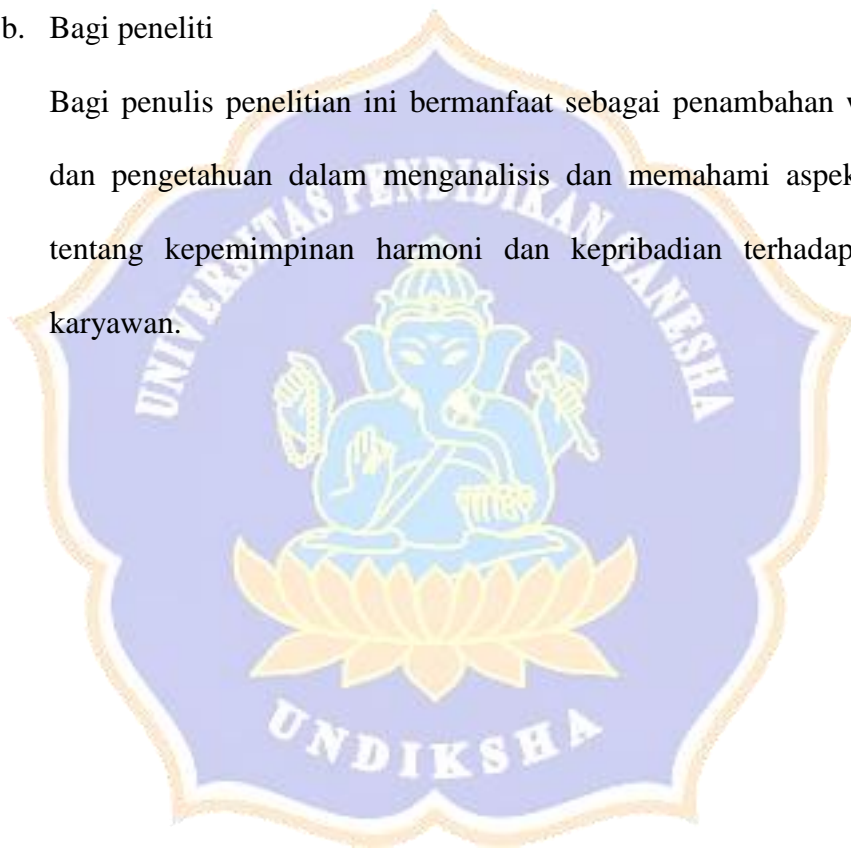 b. Bagi peneliti
Bagi penulis penelitian ini bermanfaat sebagai penambahan
dan pengetahuan dalam menganalisis dan memahami aspek
tentang kepemimpinan harmoni dan kepribadian terhadap
karyawan.
UNIVERSITAS PENDIDIKAN GANESHA
UNDIKSHA